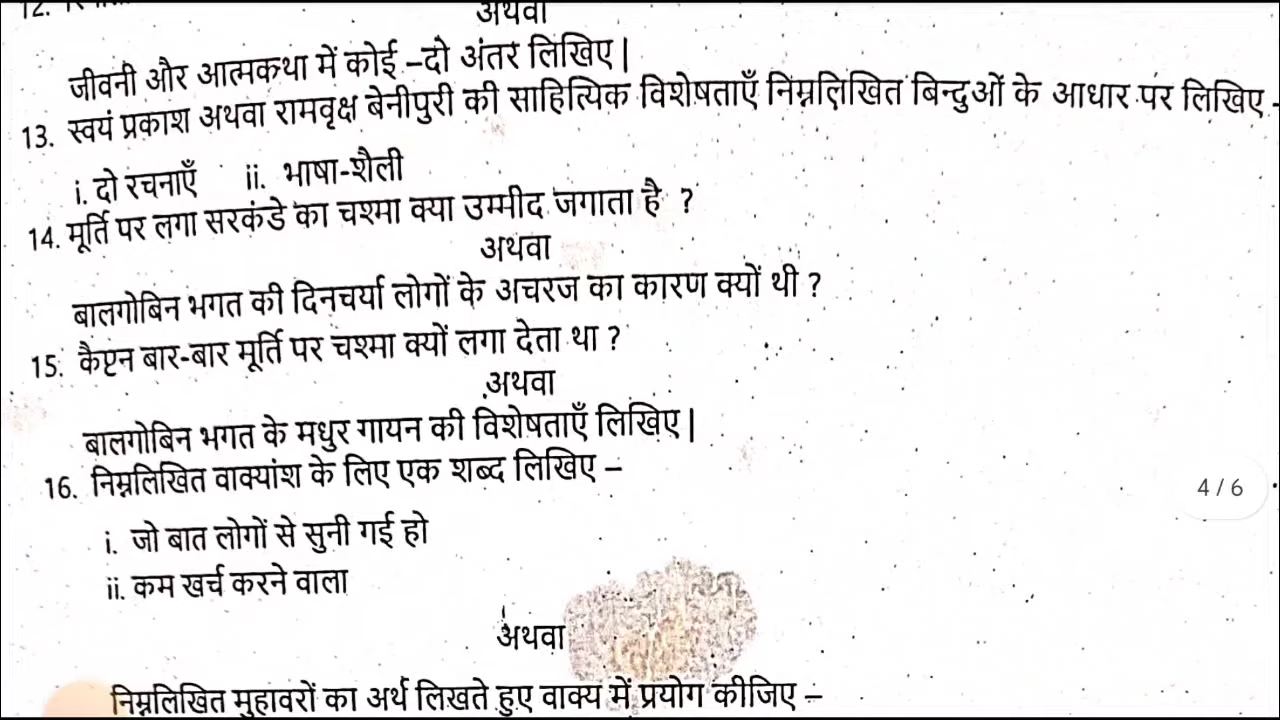 12.
अथवा
जीवनी और आत्मकथा में कोई –दो अंतर लिखिए |
13. स्वयं प्रकाश अथवा रामवृक्ष बेनीपुरी की साहित्यिक विशेषताएँ निम्नलिखित बिन्दुओं के आधार पर लिखिए -
i. दो रचनाएँ ii. भाषा-शैली
14. मूर्ति पर लगा सरकंडे का चश्मा क्या उम्मीद जगाता है ?
अथवा
बालगोबिन भगत की दिनचर्या लोगों के अचरज का कारण क्यों थी ?
15. कैप्टन बार-बार मूर्ति पर चश्मा क्यों लगा देता था ?
अथवा
बालगोबिन भगत के मधुर गायन की विशेषताएँ लिखिए |
16. निम्नलिखित वाक्यांश के लिए एक शब्द लिखिए –
i. जो बात लोगों से सुनी गई हो
ii. कम खर्च करने वाला
4 / 6
अथवा
निम्नलिखित मुहावरों का अर्थ लिखते हुए वाक्य में प्रयोग कीजिए –